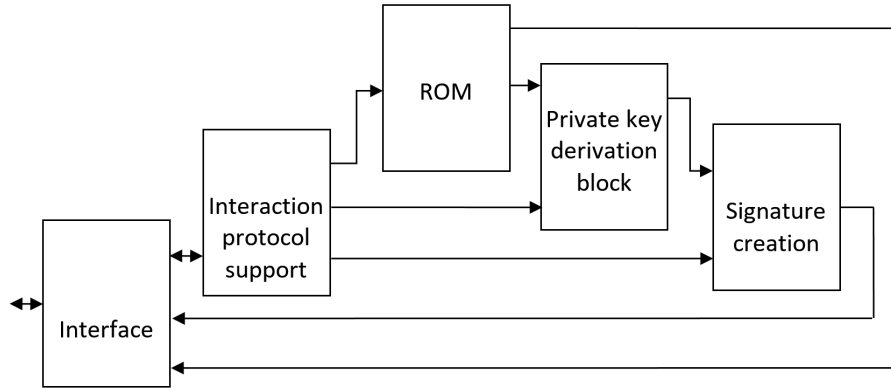 ROM
Private key
derivation
block
Interaction
protocol
support
Signature
creation
Interface